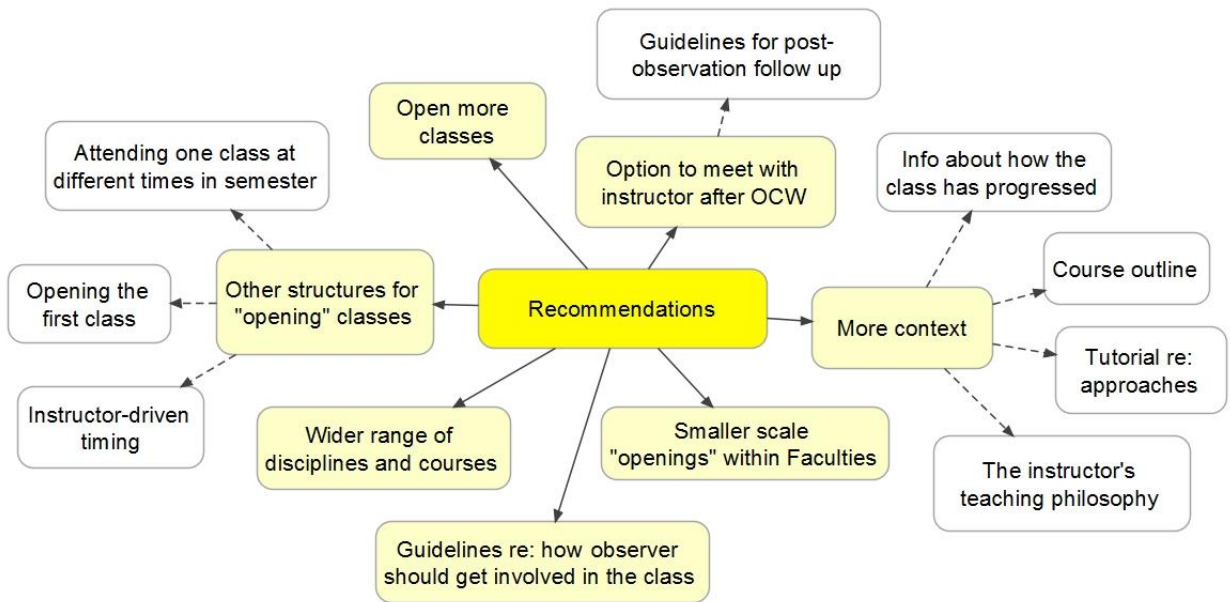 Guidelines for post-
observation follow up
Open more
classes
Attending one class at
different times in semester
Option to meet with
instructor after OCW
Info about how the
class has progressed
Opening the
first class
Other structures for
"opening" classes
Recommendations
More context
Course outline
Tutorial re:
approaches
Instructor-driven
timing
Wider range of
disciplines and courses
Smaller scale
"openings" within Faculties
The instructor's
teaching philosophy
Guidelines re: how observer
should get involved in the class